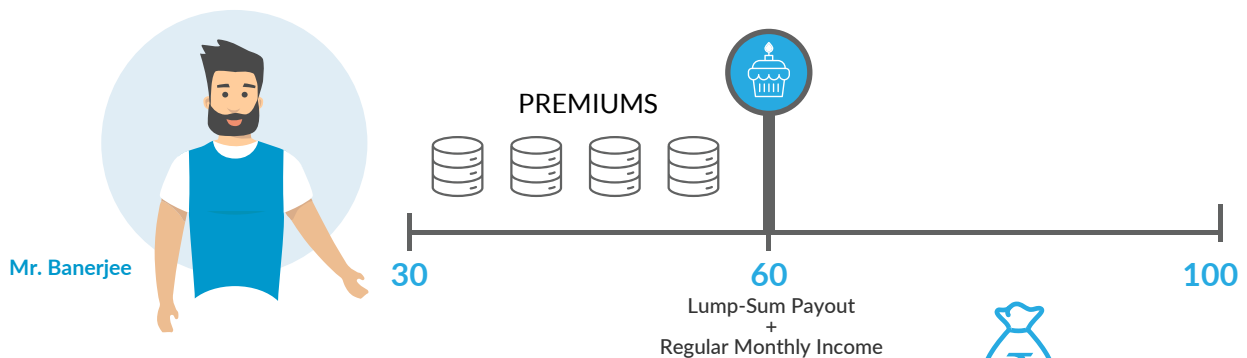 PREMIUMS
Mr. Banerjee
30
60
100
Lump-Sum Payout
+
Regular Monthly Income